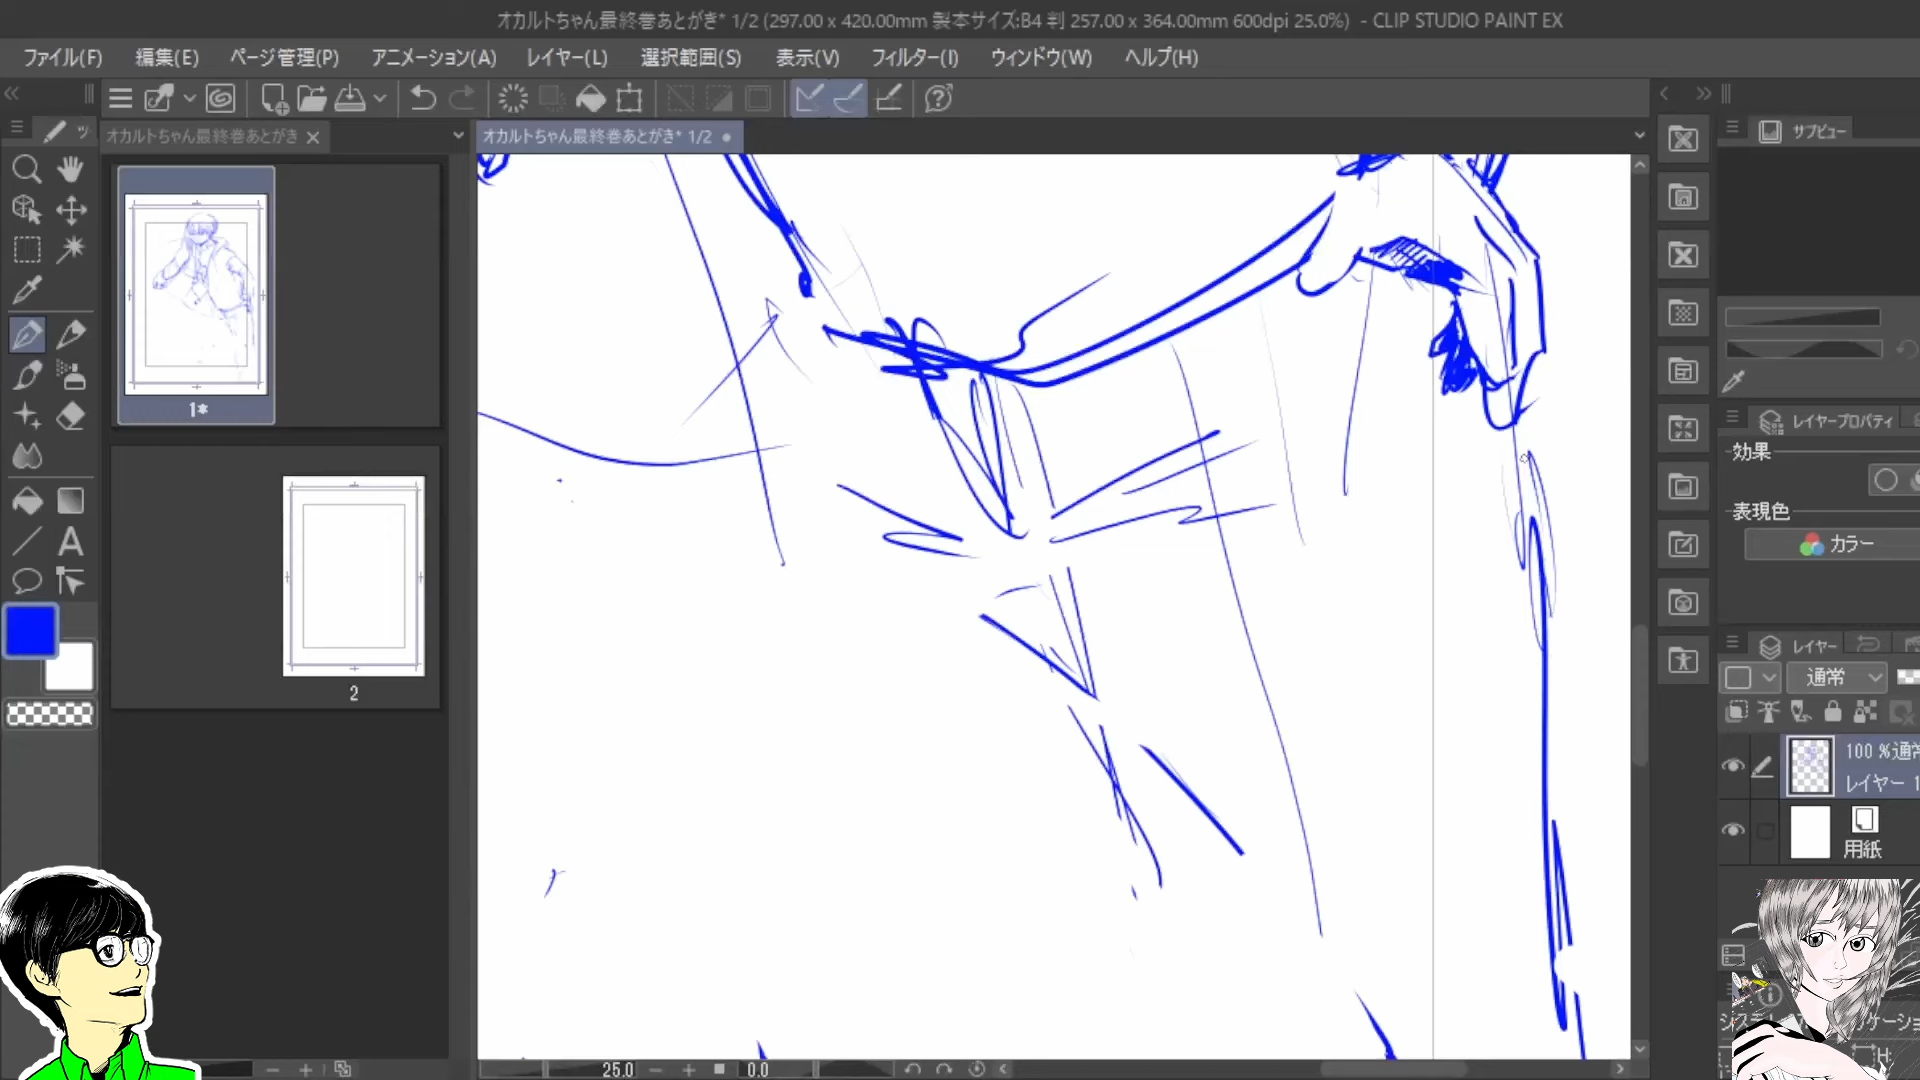 オカルトちゃん最終巻あとがき* 1/2 (297.00 x 420.00mm 製本サイズ:B4 判 257.00 x 364.00mm 600dpi 25.0%) - CLIP STUDIO PAINT EX
ファイル(F) 編集(E) ページ管理(P) アニメーション(A) レイヤー(L) 選択範囲(S) 表示(V) フィルター(I) ウィンドウ(W) ヘルプ(H)
ツ オカルトちゃん最終巻あとがき オカルトちゃん最終巻あとがき* 1/2 サブビュー
1*
2
レイヤープロパティ
効果
表現色
カラー
レイヤー
通常
100 %通常
レイヤー 1
用紙
25.0 0.0